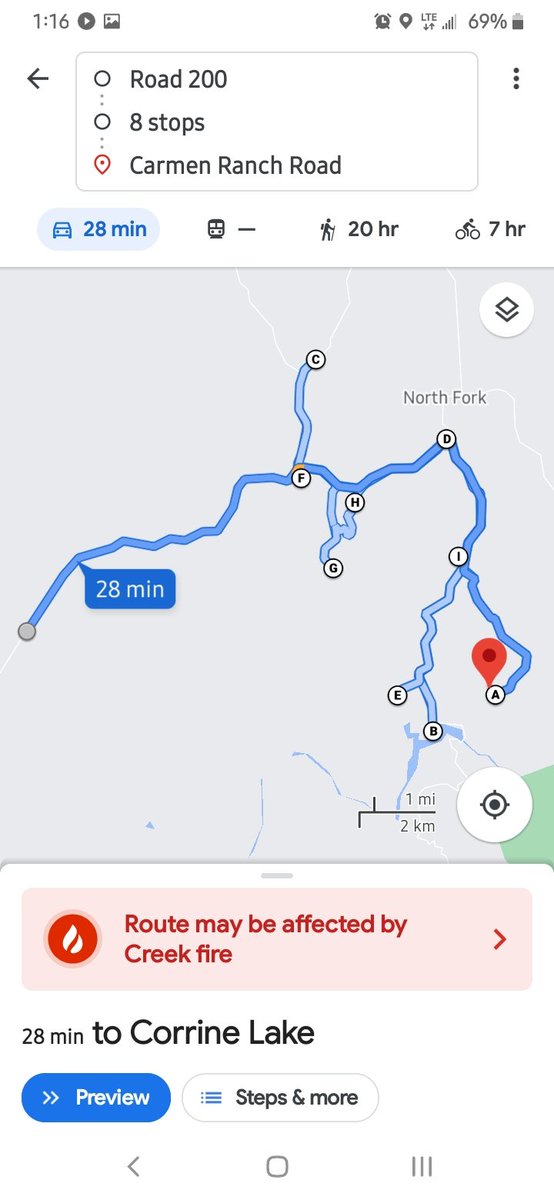 1:16 LTE 69%
Road 200
8 stops
Carmen Ranch Road
28 min — 20 hr 7 hr
C
North Fork
D
F
H
I
G
28 min
E A
B
1 mi
2 km
Route may be affected by
Creek fire
28 min to Corrine Lake
Preview Steps & more